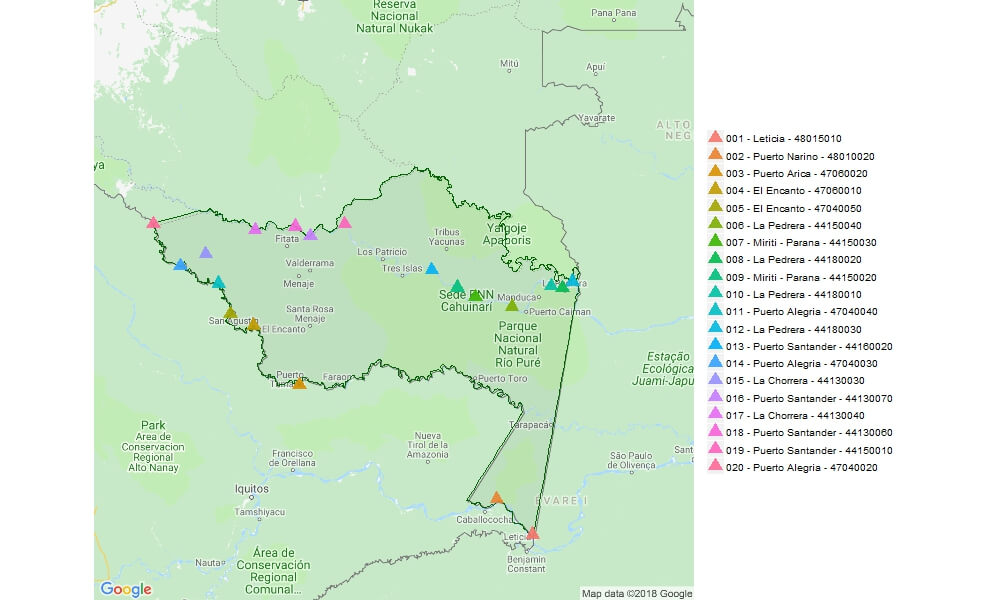 Reserva
Nacional
Natural Nukak
Pana Pana
Mitú
Apuí
Yavarate
ALTO
NEG
ya
Fitata
Valderrama
Menaje
Los Patricio
Tribus
Yacunas
Yaigoje
Apaporis
Tres Islas
Sede PNN
Cahuinari
Manduca
Puerto Caiman
Santa Rosa
Menaje
El Encanto
Parque
Nacional
Natural
Río Puré
Estação
Ecológica
Juami-Japu
Puerto
Faraon
Puerto Toro
Tarapacá
Park
Area de
Conservacion
Regional
Alto Nanay
Nueva
Tirol de la
Amazonia
Francisco
de Orellana
São Paulo
de Olivença
Sant
Iquitos
Tamshiyacu
EVARE I
Caballococha
Leticia
Benjamin
Constant
Nauta
Área de
Conservación
Regional
Comunal...
Google
Map data ©2018 Google
001 - Leticia - 48015010
002 - Puerto Narino - 48010020
003 - Puerto Arica - 47060020
004 - El Encanto - 47060010
005 - El Encanto - 47040050
006 - La Pedrera - 44150040
007 - Miriti - Parana - 44150030
008 - La Pedrera - 44180020
009 - Miriti - Parana - 44150020
010 - La Pedrera - 44180010
011 - Puerto Alegria - 47040040
012 - La Pedrera - 44180030
013 - Puerto Santander - 44160020
014 - Puerto Alegria - 47040030
015 - La Chorrera - 44130030
016 - Puerto Santander - 44130070
017 - La Chorrera - 44130040
018 - Puerto Santander - 44130060
019 - Puerto Santander - 44150010
020 - Puerto Alegria - 47040020